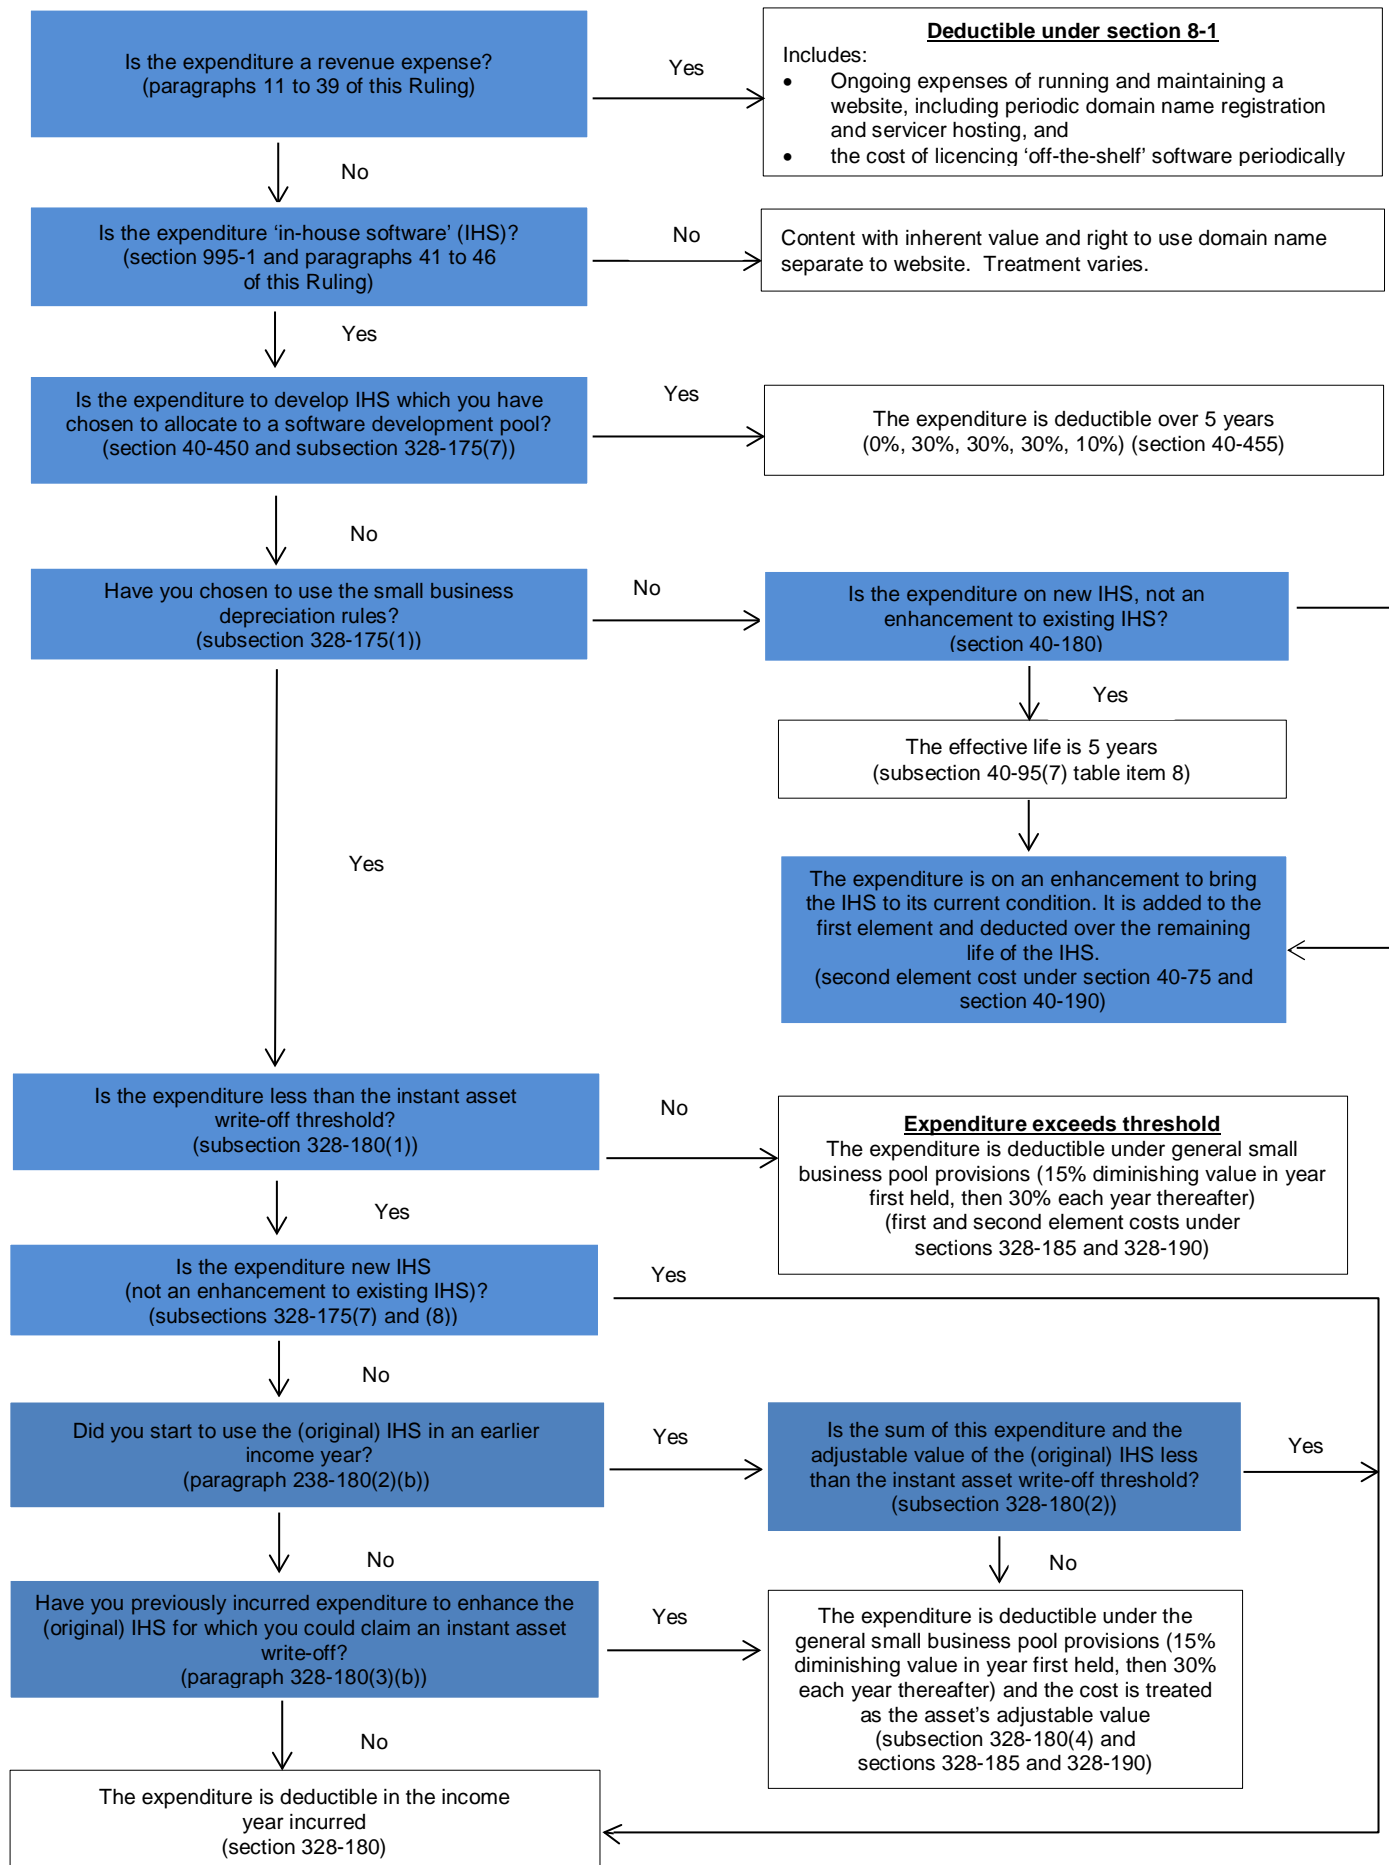 Is the expenditure a revenue expense?
(paragraphs 11 to 39 of this Ruling)
Yes
Deductible under section 8-1
Includes:
• Ongoing expenses of running and maintaining a
website, including periodic domain name registration
and servicer hosting, and
• the cost of licencing ‘off-the-shelf’ software periodically
No
Is the expenditure ‘in-house software’ (IHS)?
(section 995-1 and paragraphs 41 to 46
of this Ruling)
No
Content with inherent value and right to use domain name
separate to website. Treatment varies.
Yes
Is the expenditure to develop IHS which you have
chosen to allocate to a software development pool?
(section 40-450 and subsection 328-175(7))
Yes
The expenditure is deductible over 5 years
(0%, 30%, 30%, 30%, 10%) (section 40-455)
No
Have you chosen to use the small business
depreciation rules?
(subsection 328-175(1))
No
Is the expenditure on new IHS, not an
enhancement to existing IHS?
(section 40-180)
Yes
The effective life is 5 years
(subsection 40-95(7) table item 8)
Yes
The expenditure is on an enhancement to bring
the IHS to its current condition. It is added to the
first element and deducted over the remaining
life of the IHS.
(second element cost under section 40-75 and
section 40-190)
Is the expenditure less than the instant asset
write-off threshold?
(subsection 328-180(1))
No
Expenditure exceeds threshold
The expenditure is deductible under general small
business pool provisions (15% diminishing value in year
first held, then 30% each year thereafter)
(first and second element costs under
sections 328-185 and 328-190)
Yes
Is the expenditure new IHS
(not an enhancement to existing IHS)?
(subsections 328-175(7) and (8))
Yes
No
Did you start to use the (original) IHS in an earlier
income year?
(paragraph 238-180(2)(b))
Yes
Is the sum of this expenditure and the
adjustable value of the (original) IHS less
than the instant asset write-off threshold?
(subsection 328-180(2))
Yes
No
No
Have you previously incurred expenditure to enhance the
(original) IHS for which you could claim an instant asset
write-off?
(paragraph 328-180(3)(b))
Yes
The expenditure is deductible under the
general small business pool provisions (15%
diminishing value in year first held, then 30%
each year thereafter) and the cost is treated
as the asset’s adjustable value
(subsection 328-180(4) and
sections 328-185 and 328-190)
No
The expenditure is deductible in the income
year incurred
(section 328-180)